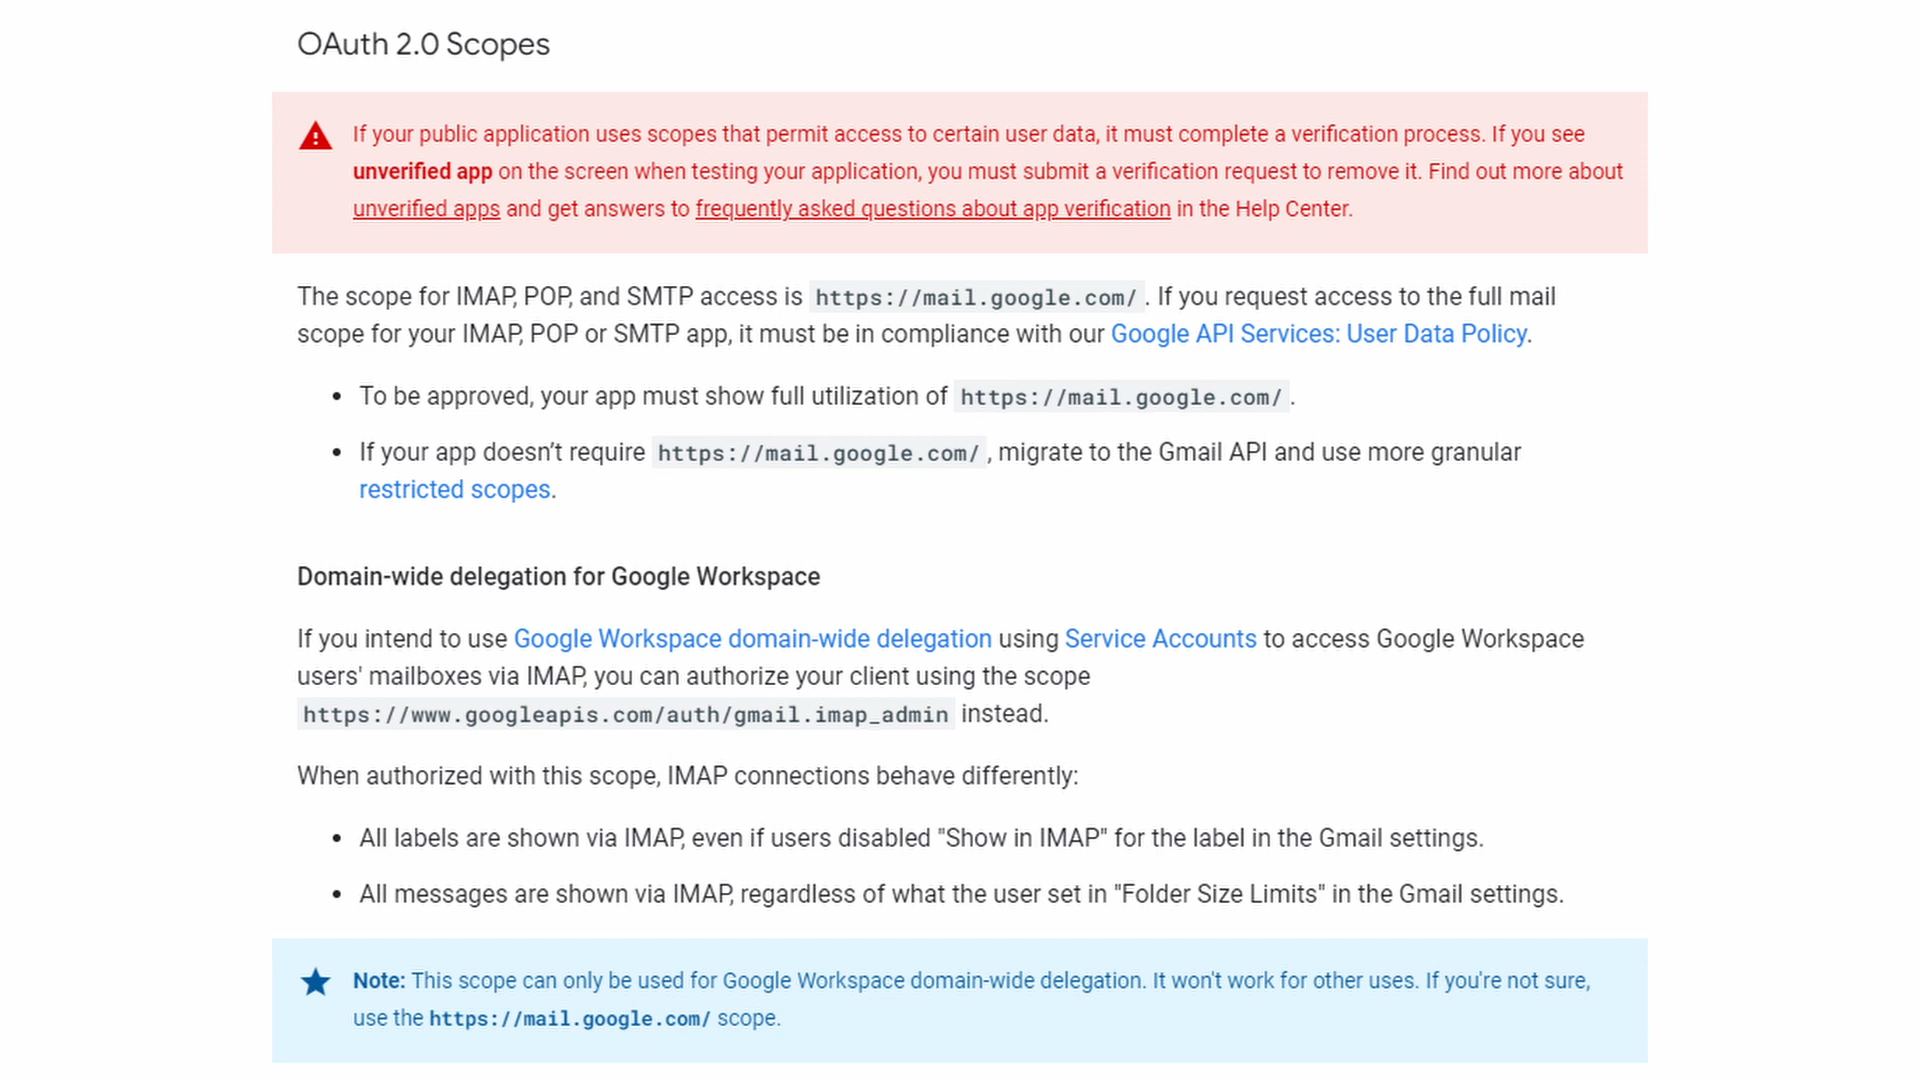 OAuth 2.0 Scopes
If your public application uses scopes that permit access to certain user data, it must complete a verification process. If you see
unverified app on the screen when testing your application, you must submit a verification request to remove it. Find out more about
unverified apps and get answers to frequently asked questions about app verification in the Help Center.
The scope for IMAP, POP, and SMTP access is https://mail.google.com/. If you request access to the full mail
scope for your IMAP, POP or SMTP app, it must be in compliance with our Google API Services: User Data Policy.
• To be approved, your app must show full utilization of https://mail.google.com/.
• If your app doesn’t require https://mail.google.com/, migrate to the Gmail API and use more granular
restricted scopes.
Domain-wide delegation for Google Workspace
If you intend to use Google Workspace domain-wide delegation using Service Accounts to access Google Workspace
users' mailboxes via IMAP, you can authorize your client using the scope
https://www.googleapis.com/auth/gmail.imap_admin instead.
When authorized with this scope, IMAP connections behave differently:
• All labels are shown via IMAP, even if users disabled "Show in IMAP" for the label in the Gmail settings.
• All messages are shown via IMAP, regardless of what the user set in "Folder Size Limits" in the Gmail settings.
Note: This scope can only be used for Google Workspace domain-wide delegation. It won't work for other uses. If you're not sure,
use the https://mail.google.com/ scope.